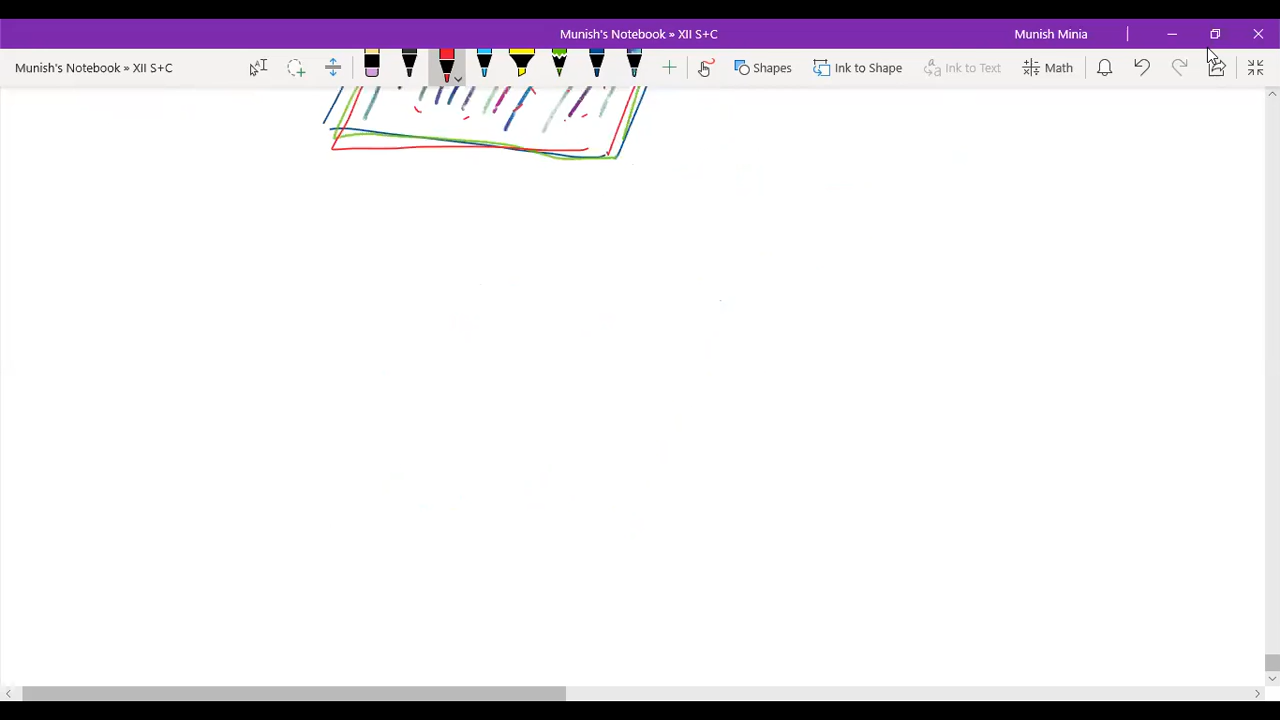 Munish's Notebook » XII S+C
Munish Minia
Munish's Notebook » XII S+C
Shapes
Ink to Shape
Ink to Text
Math